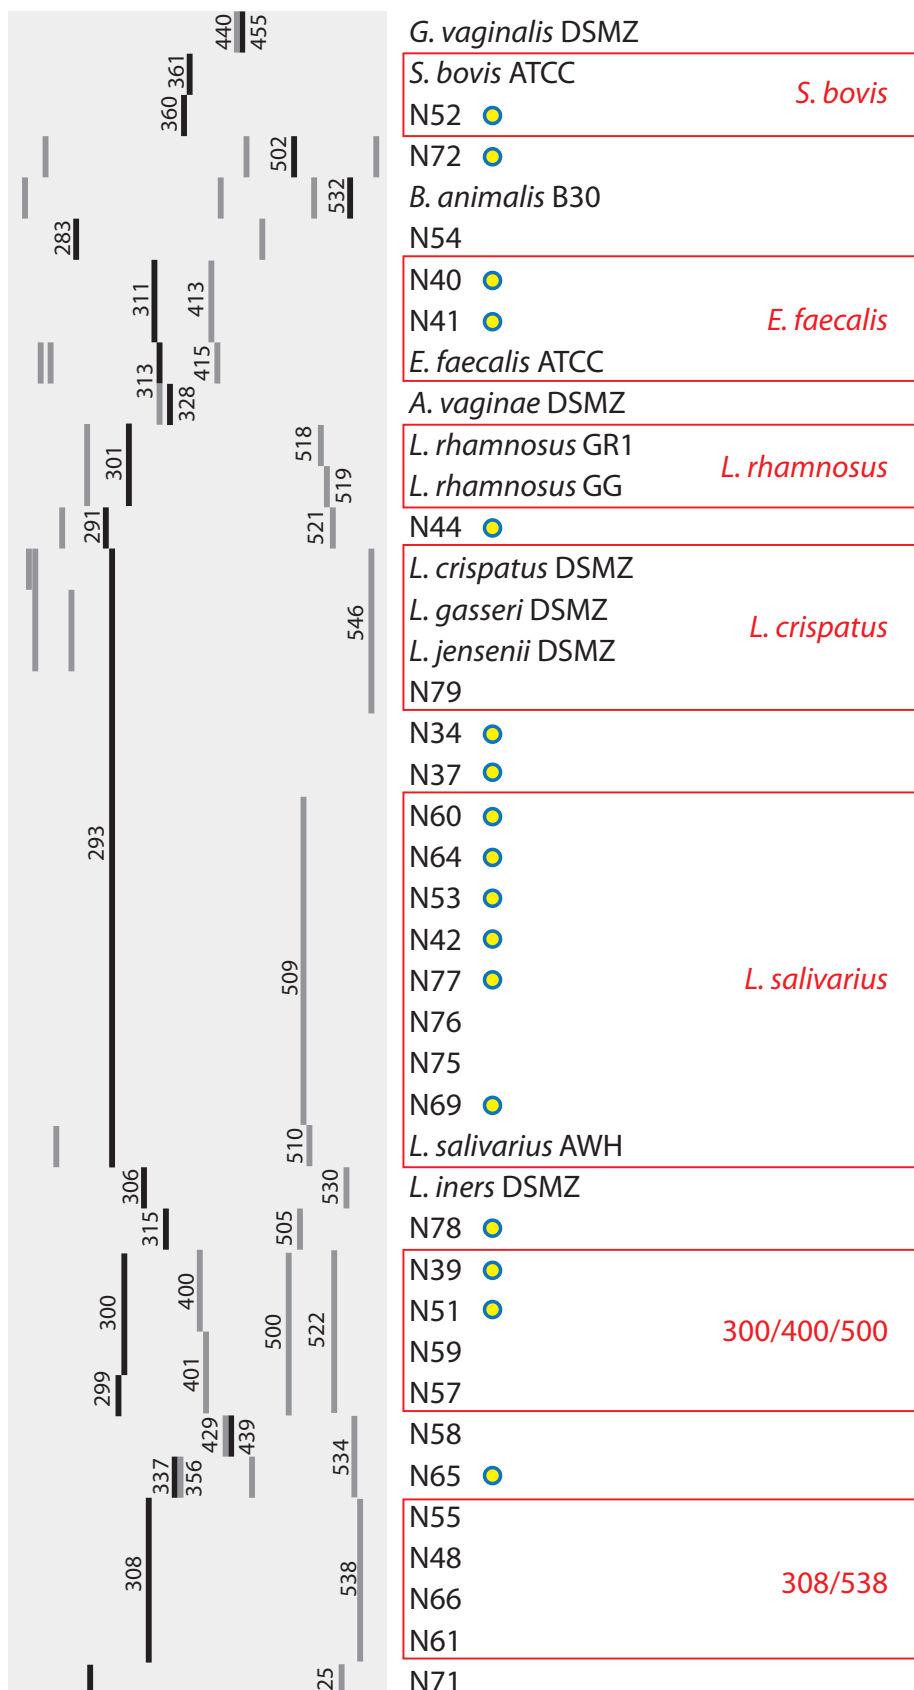 440 455 G. vaginalis DSMZ
361 S. bovis ATCC S. bovis
360 N52
502 N72
532 B. animalis B30
283 N54
311 413 N40
N41 E. faecalis
313 415 E. faecalis ATCC
328 A. vaginae DSMZ
301 518 L. rhamnosus GR1 L. rhamnosus
519 L. rhamnosus GG
291 521 N44
L. crispatus DSMZ
546 L. gasseri DSMZ L. crispatus
L. jensenii DSMZ
N79
N34
N37
293 N60
N64
N53
N42
509 N77 L. salivarius
N76
N75
N69
510 L. salivarius AWH
306 530 L. iners DSMZ
315 505 N78
300 400 500 522 N39
N51 300/400/500
401 N59
299 N57
429 439 534 N58
337 356 N65
308 538 N55
N48
N66 308/538
N61
25 N71